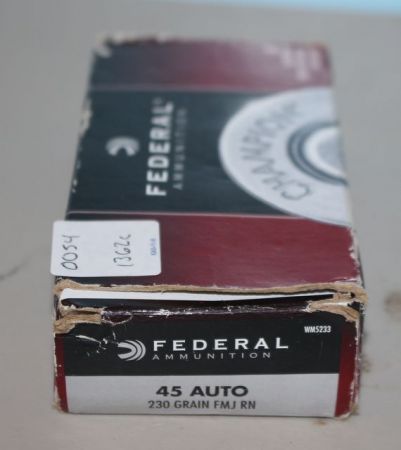 FEDERAL
AMMUNITION
CHAMPION
0054
1362c
WM5233
FEDERAL
AMMUNITION
45 AUTO
230 GRAIN FMJ RN